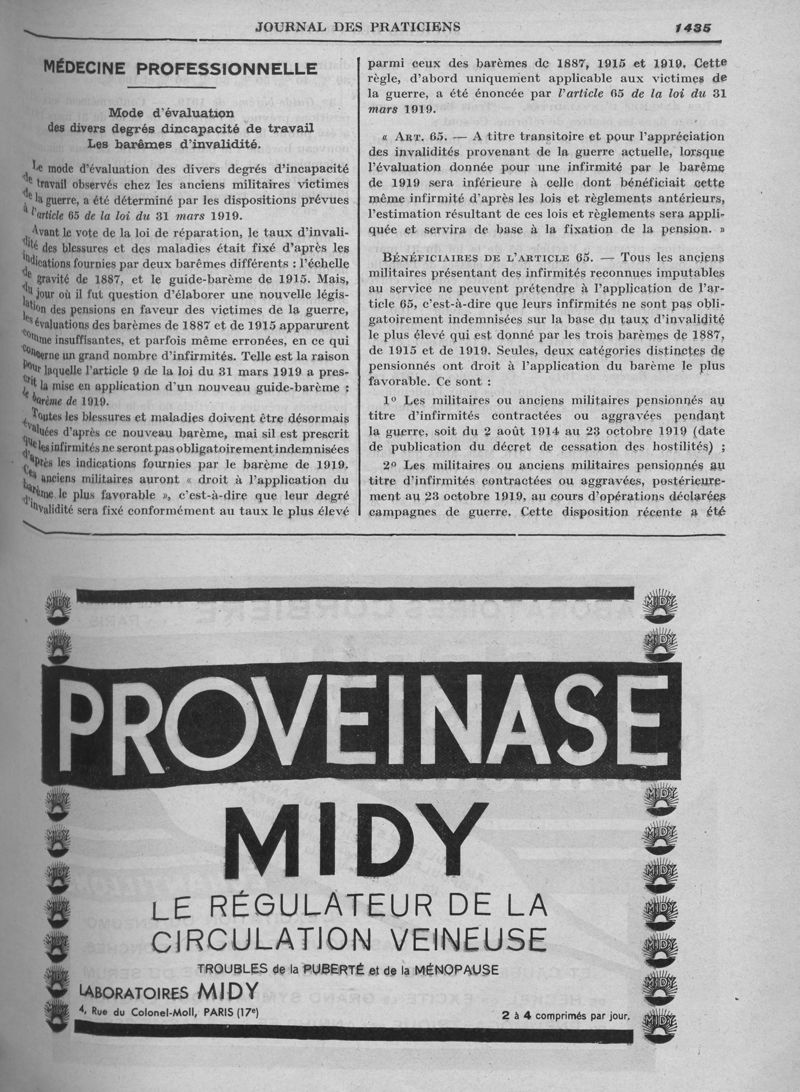 JOURNAL DES PRATICIENS 1435
MÉDECINE PROFESSIONNELLE
Mode d'évaluation
des divers degrés dincapacité de travail
Les barêmes d'invalidité.
Le mode d'évaluation des divers degrés d'incapacité
de travail observés chez les anciens militaires victimes
de la guerre, a été déterminé par les dispositions prévues
à l'article 65 de la loi du 31 mars 1919.
Avant le vote de la loi de réparation, le taux d'invali-
dité des blessures et des maladies était fixé d'après les
indications fournies par deux barêmes différents : l'échelle
de gravité de 1887, et le guide-barème de 1915. Mais,
du jour où il fut question d'élaborer une nouvelle légis-
lation des pensions en faveur des victimes de la guerre,
les évaluations des barèmes de 1887 et de 1915 apparurent
comme insuffisantes, et parfois même erronées, en ce qui
concerne un grand nombre d'infirmités. Telle est la raison
pour laquelle l'article 9 de la loi du 31 mars 1919 a pres-
crit la mise en application d'un nouveau guide-barème ;
le barème de 1919.
Toutes les blessures et maladies doivent être désormais
évaluées d'après ce nouveau barème, mai sil est prescrit
que les infirmités ne seront pas obligatoirement indemnisées
d'après les indications fournies par le barème de 1919.
Les anciens militaires auront « droit à l'application du
barème le plus favorable », c'est-à-dire que leur degré
d'invalidité sera fixé conformément au taux le plus élevé
parmi ceux des barèmes de 1887, 1915 et 1919. Cette
règle, d'abord uniquement applicable aux victimes de
la guerre, a été énoncée par l'article 65 de la loi du 31
mars 1919.
« ART. 65. — A titre transitoire et pour l'appréciation
des invalidités provenant de la guerre actuelle, lorsque
l'évaluation donnée pour une infirmité par le barême
de 1919 sera inférieure à celle dont bénéficiait cette
même infirmité d'après les lois et règlements antérieurs,
l'estimation résultant de ces lois et règlements sera appli-
quée et servira de base à la fixation de la pension. »
BÉNÉFICIAIRES DE L'ARTICLE 65. — Tous les anciens
militaires présentant des infirmités reconnues imputables
au service ne peuvent prétendre à l'application de l'ar-
ticle 65, c'est-à-dire que leurs infirmités ne sont pas obli-
gatoirement indemnisées sur la base du taux d'invalidité
le plus élevé qui est donné par les trois barèmes de 1887,
de 1915 et de 1919. Seules, deux catégories distinctes de
pensionnés ont droit à l'application du barème le plus
favorable. Ce sont :
1º Les militaires ou anciens militaires pensionnés au
titre d'infirmités contractées ou aggravées pendant
la guerre, soit du 2 août 1914 au 23 octobre 1919 (date
de publication du décret de cessation des hostilités) ;
2º Les militaires ou anciens militaires pensionnés au
titre d'infirmités contractées ou aggravées, postérieure-
ment au 23 octobre 1919, au cours d'opérations déclarées
campagnes de guerre. Cette disposition récente a été
PROVEINASE
MIDY
LE RÉGULATEUR DE LA
CIRCULATION VEINEUSE
TROUBLES de la PUBERTÉ et de la MÉNOPAUSE
LABORATOIRES MIDY
4, Rue du Colonel-Moll, PARIS (17e)
2 à 4 comprimés par jour.